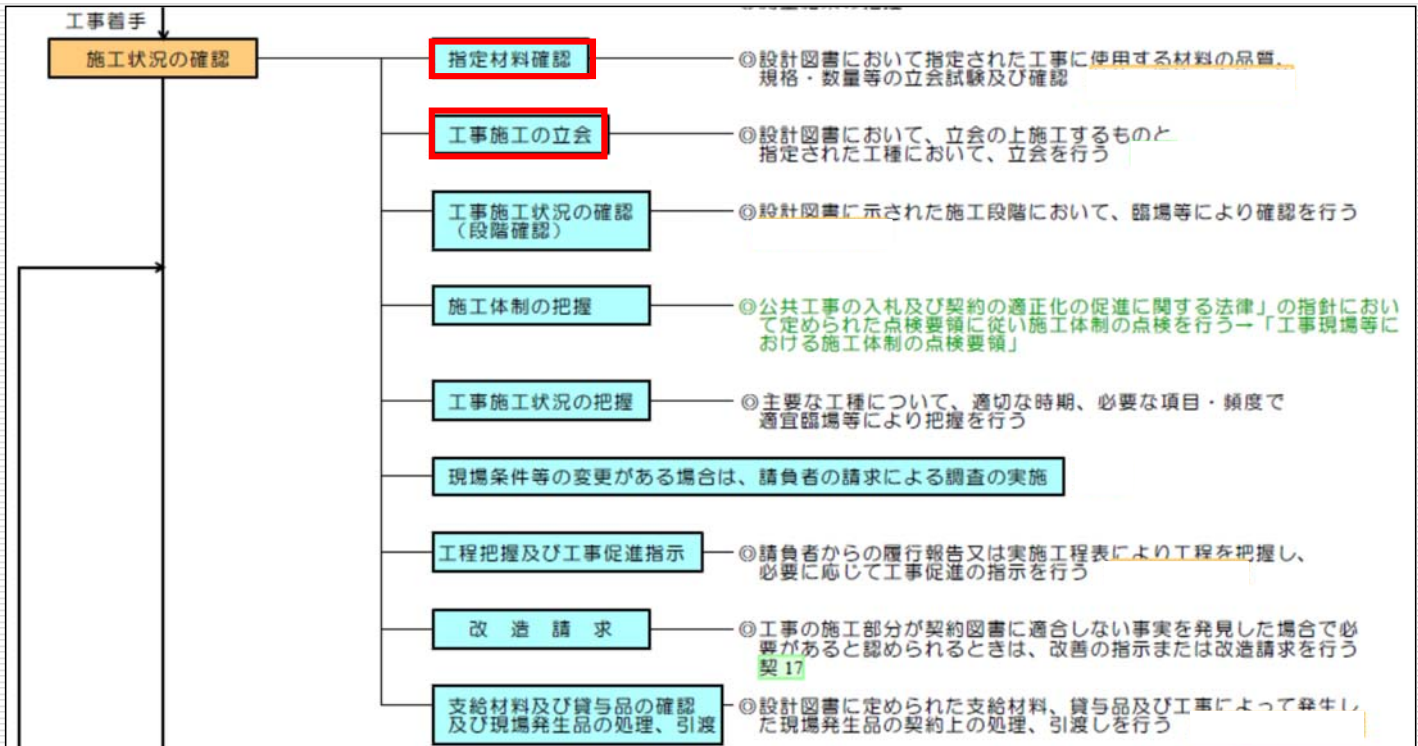 工事着手
施工状況の確認
指定材料確認
◎設計図書において指定された工事に使用する材料の品質、
規格・数量等の立会試験及び確認
工事施工の立会
◎設計図書において、立会の上施工するものと
指定された工種において、立会を行う
工事施工状況の確認
（段階確認）
◎設計図書に示された施工段階において、臨場等により確認を行う
施工体制の把握
◎公共工事の入札及び契約の適正化の促進に関する法律」の指針におい
て定められた点検要領に従い施工体制の点検を行う→「工事現場等に
おける施工体制の点検要領」
工事施工状況の把握
◎主要な工種について、適切な時期、必要な項目・頻度で
適宜臨場等により把握を行う
現場条件等の変更がある場合は、請負者の請求による調査の実施
工程把握及び工事促進指示
◎請負者からの履行報告又は実施工程表により工程を把握し、
必要に応じて工事促進の指示を行う
改 造 請 求
◎工事の施工部分が契約図書に適合しない事実を発見した場合で必
要があると認められるときは、改善の指示または改造請求を行う
契 17
支給材料及び貸与品の確認
及び現場発生品の処理、引渡
◎設計図書に定められた支給材料、貸与品及び工事によって発生し
た現場発生品の契約上の処理、引渡しを行う